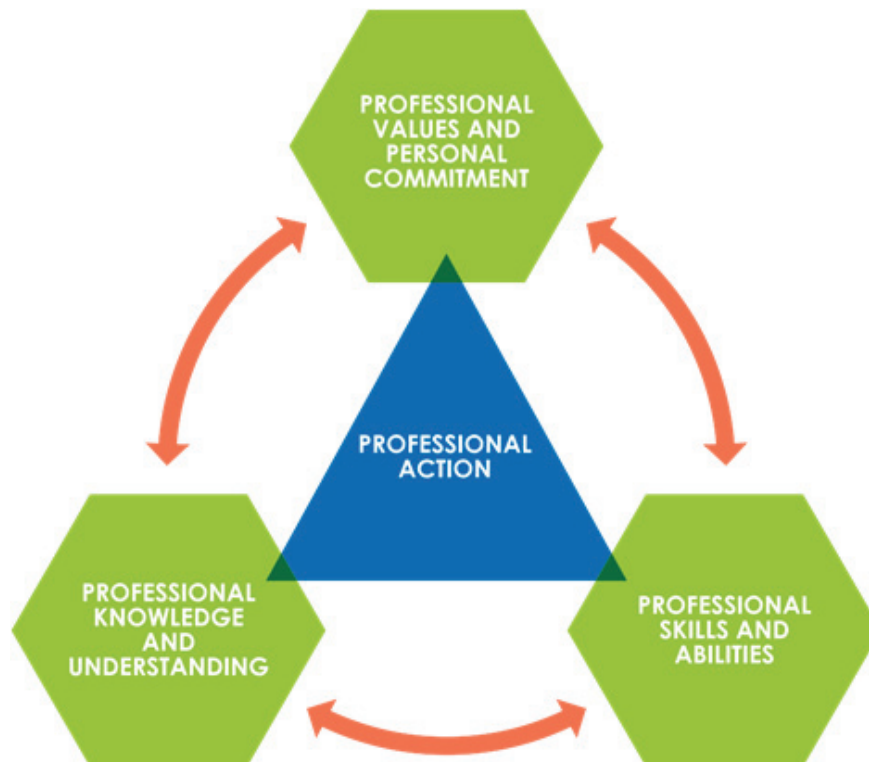 PROFESSIONAL
VALUES AND
PERSONAL
COMMITMENT
PROFESSIONAL
ACTION
PROFESSIONAL
KNOWLEDGE
AND
UNDERSTANDING
PROFESSIONAL
SKILLS AND
ABILITIES